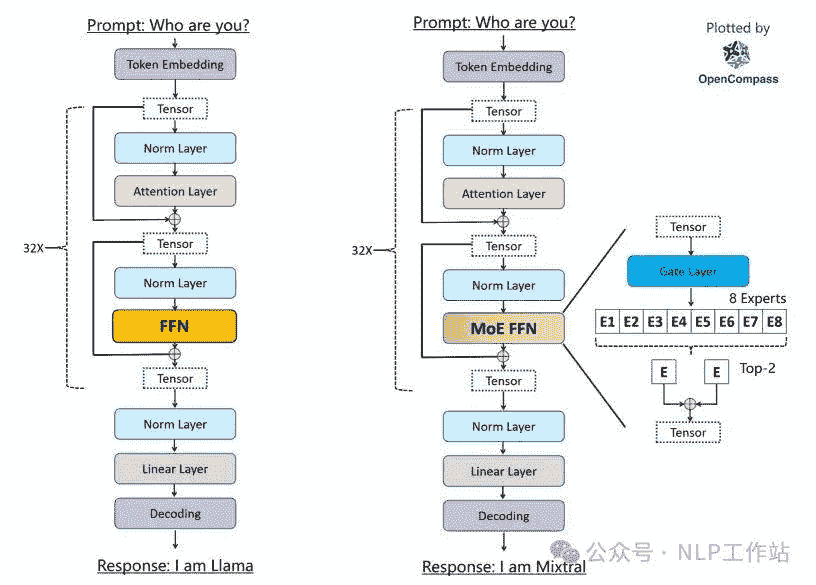 Prompt: Who are you?
Token Embedding
Tensor
Norm Layer
Attention Layer
Tensor
32X
Norm Layer
FFN
Tensor
Norm Layer
Linear Layer
Decoding
Response: I am Llama
Prompt: Who are you?
Token Embedding
Tensor
Norm Layer
Attention Layer
Tensor
32X
Norm Layer
MoE FFN
Tensor
Norm Layer
Linear Layer
Decoding
Response: I am Mixtral
Plotted by
OpenCompass
Tensor
Gate Layer
8 Experts
E1 E2 E3 E4 E5 E6 E7 E8
E E Top-2
Tensor
公众号 · NLP工作站